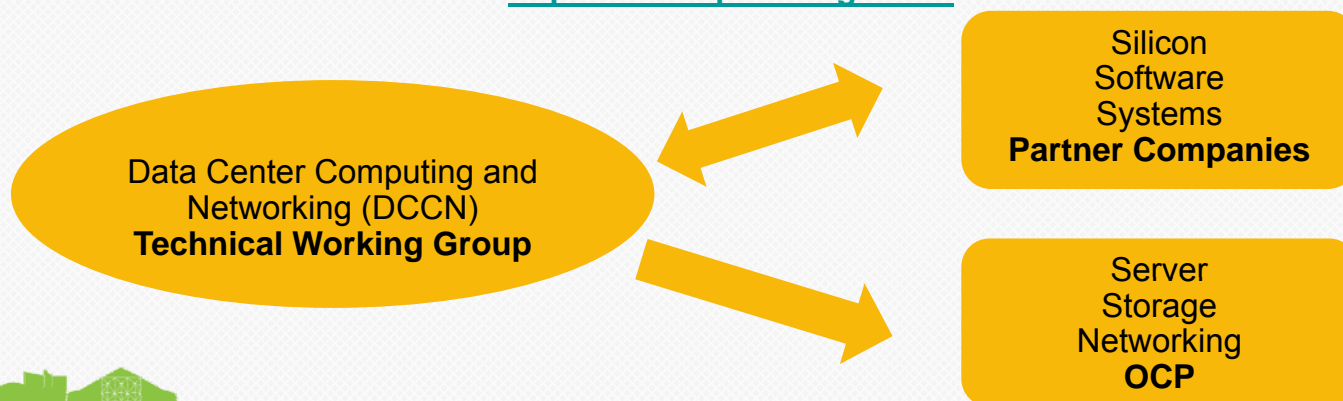 Data Center Computing and
Networking (DCCN)
Technical Working Group
Silicon
Software
Systems
Partner Companies
Server
Storage
Networking
OCP